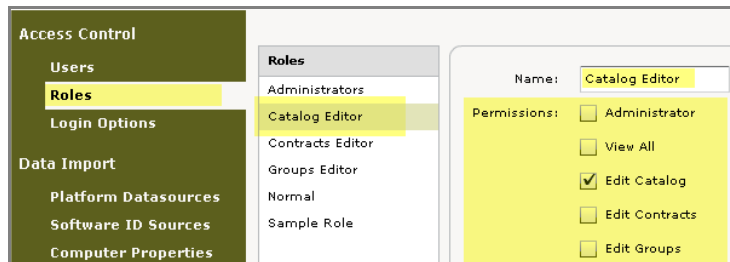 Access Control
Users
Roles
Login Options
Data Import
Platform Datasources
Software ID Sources
Computer Properties
Roles
Administrators
Catalog Editor
Contracts Editor
Groups Editor
Normal
Sample Role
Name: Catalog Editor
Permissions: Administrator
View All
Edit Catalog
Edit Contracts
Edit Groups